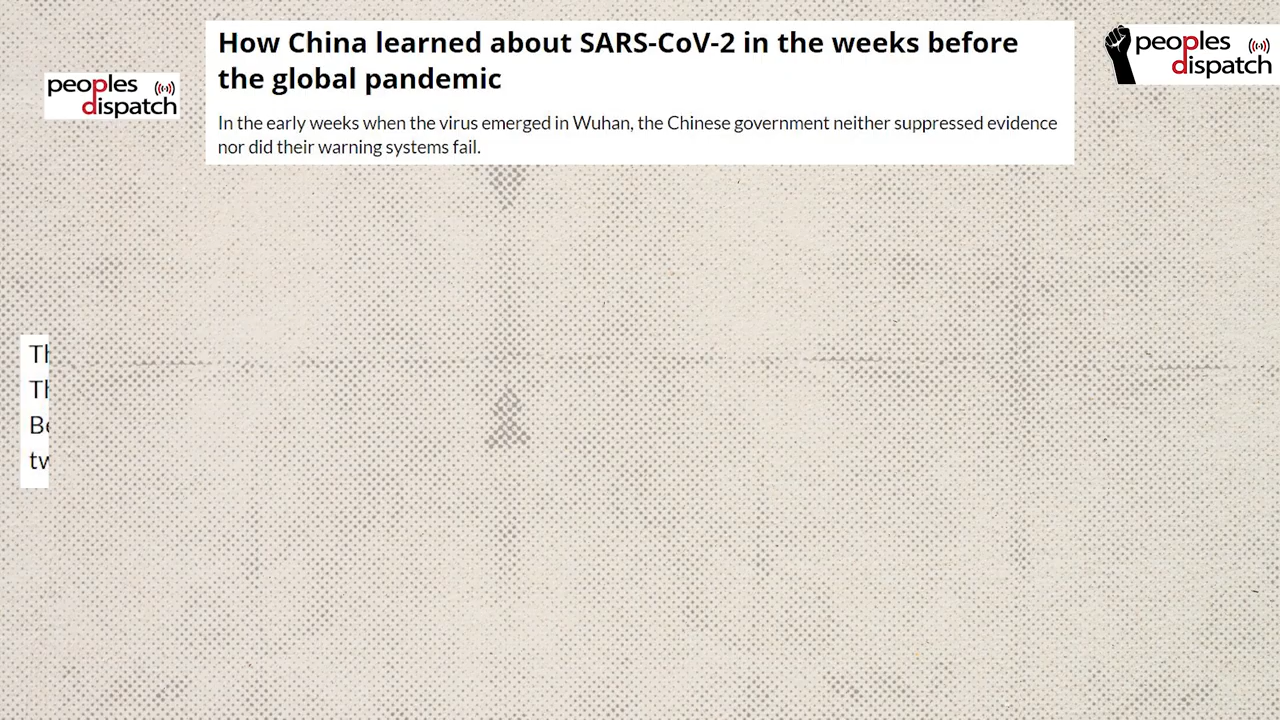 How China learned about SARS-CoV-2 in the weeks before
the global pandemic
peoples
dispatch
peoples
dispatch
In the early weeks when the virus emerged in Wuhan, the Chinese government neither suppressed evidence
nor did their warning systems fail.